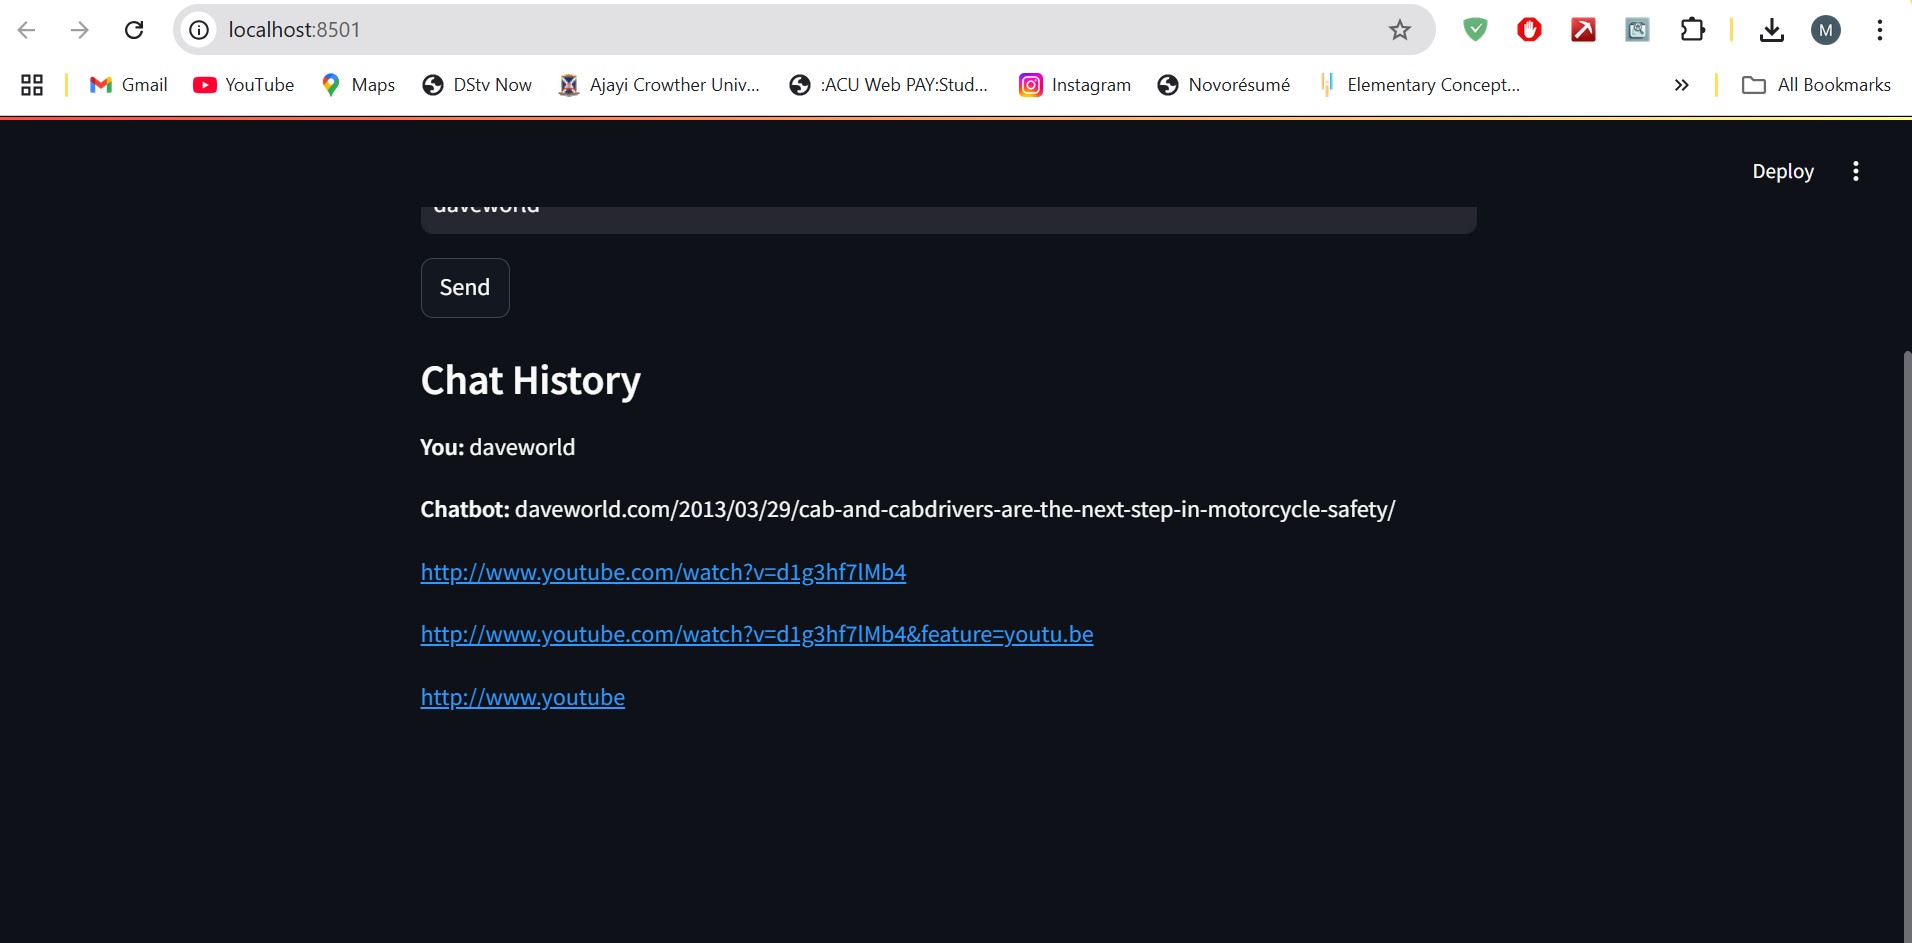 localhost:8501
Gmail YouTube Maps DStv Now Ajayi Crowther Univ... :ACU Web PAY:Stud... Instagram Novorésumé Elementary Concept... » All Bookmarks
M
Deploy
daveworld
Send
Chat History
You: daveworld
Chatbot: daveworld.com/2013/03/29/cab-and-cabdrivers-are-the-next-step-in-motorcycle-safety/
http://www.youtube.com/watch?v=d1g3hf7lMb4
http://www.youtube.com/watch?v=d1g3hf7lMb4&feature=youtu.be
http://www.youtube